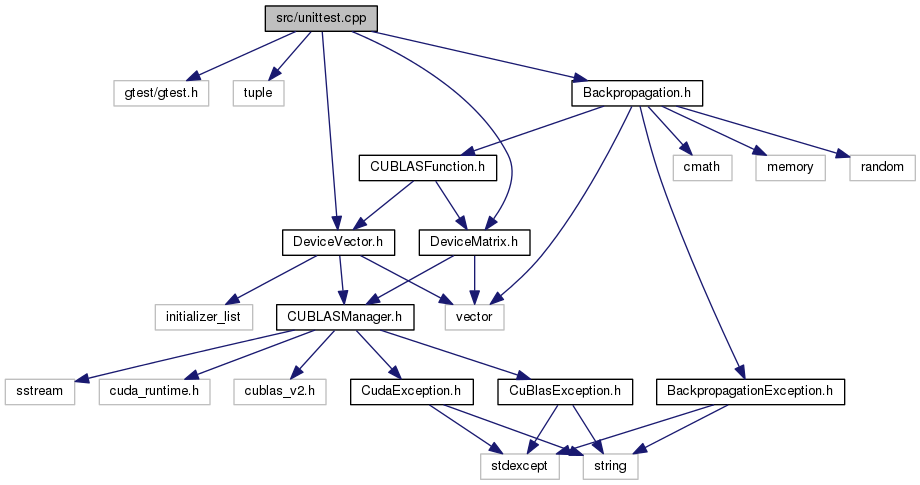 src/unittest.cpp
gtest/gtest.h
tuple
Backpropagation.h
CUBLASFunction.h
cmath
memory
random
DeviceVector.h
DeviceMatrix.h
initializer_list
CUBLASManager.h
vector
sstream
cuda_runtime.h
cublas_v2.h
CudaException.h
CuBlasException.h
BackpropagationException.h
stdexcept
string